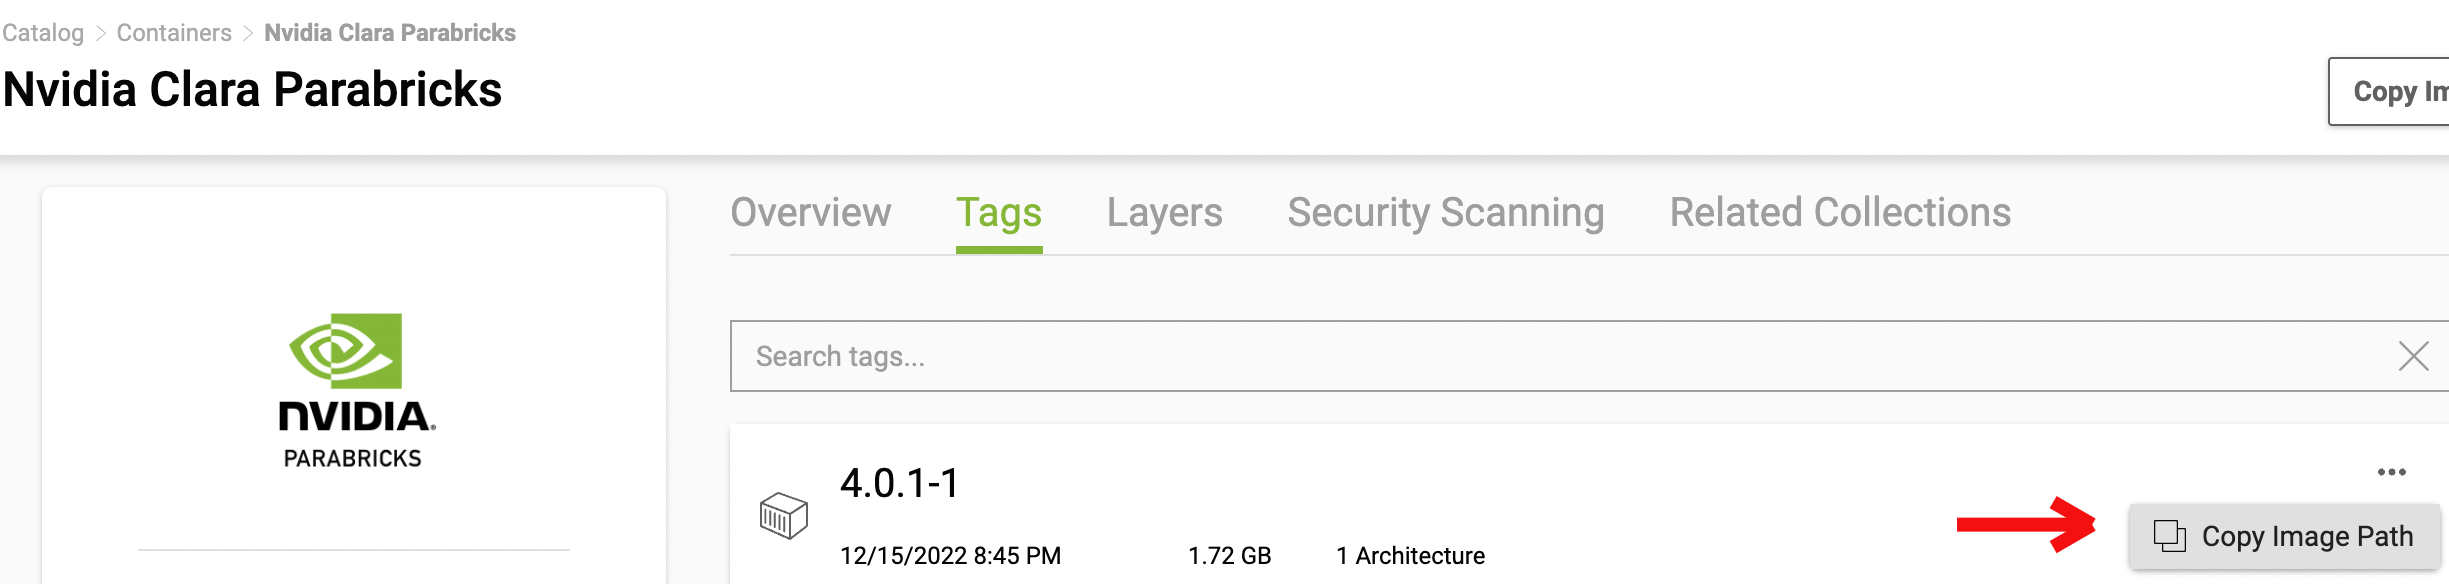 Catalog > Containers > Nvidia Clara Parabricks
Nvidia Clara Parabricks
Copy
Overview Tags Layers Security Scanning Related Collections
Search tags...
NVIDIA.
PARABRICKS
4.0.1-1
12/15/2022 8:45 PM 1.72 GB 1 Architecture
Copy Image Path